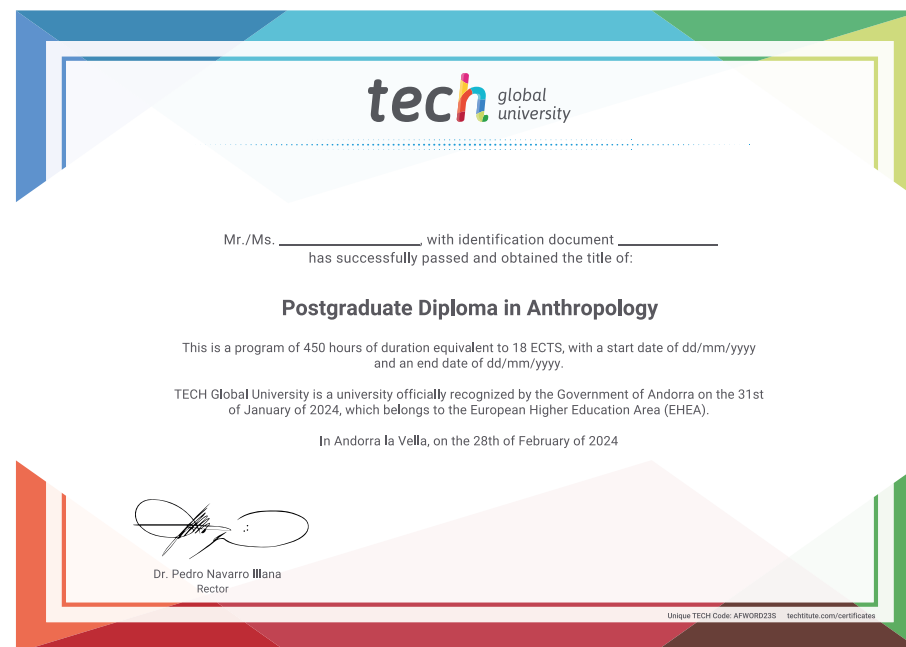 tech global university
Mr./Ms. ____________________, with identification document ______________
has successfully passed and obtained the title of:
Postgraduate Diploma in Anthropology
This is a program of 450 hours of duration equivalent to 18 ECTS, with a start date of dd/mm/yyyy
and an end date of dd/mm/yyyy.
TECH Global University is a university officially recognized by the Government of Andorra on the 31st
of January of 2024, which belongs to the European Higher Education Area (EHEA).
In Andorra la Vella, on the 28th of February of 2024
Dr. Pedro Navarro Illana
Rector
Unique TECH Code: AFWORD23S techtitute.com/certificates